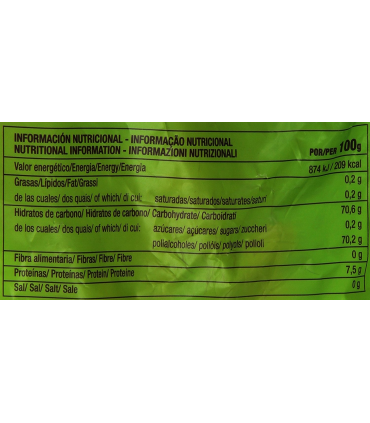 INFORMACIÓN NUTRICIONAL - INFORMAÇÃO NUTRICIONAL
NUTRITIONAL INFORMATION - INFORMAZIONI NUTRIZIONALI POR/PER 100g
Valor energético/Energia/Energy/Energia 874 kJ / 209 kcal
Grasas/Lípidos/Fat/Grassi 0,2 g
de las cuales/ dos quais/ of which/ di cui: saturadas/saturados/saturates/saturi 0,2 g
Hidratos de carbono/ Hidratos de carbono/ Carbohydrate/ Carboidrati 70,6 g
de los cuales/ dos quais/ of which/ di cui: azúcares/ açúcares/ sugars/ zuccheri 0,2 g
polialcoholes/ polióis/ polyols/ polioli 70,2 g
Fibra alimentaria/ Fibras/ Fibre/ Fibre 0 g
Proteínas/ Proteínas/ Protein/ Proteine 7,5 g
Sal/ Sal/ Salt/ Sale 0 g